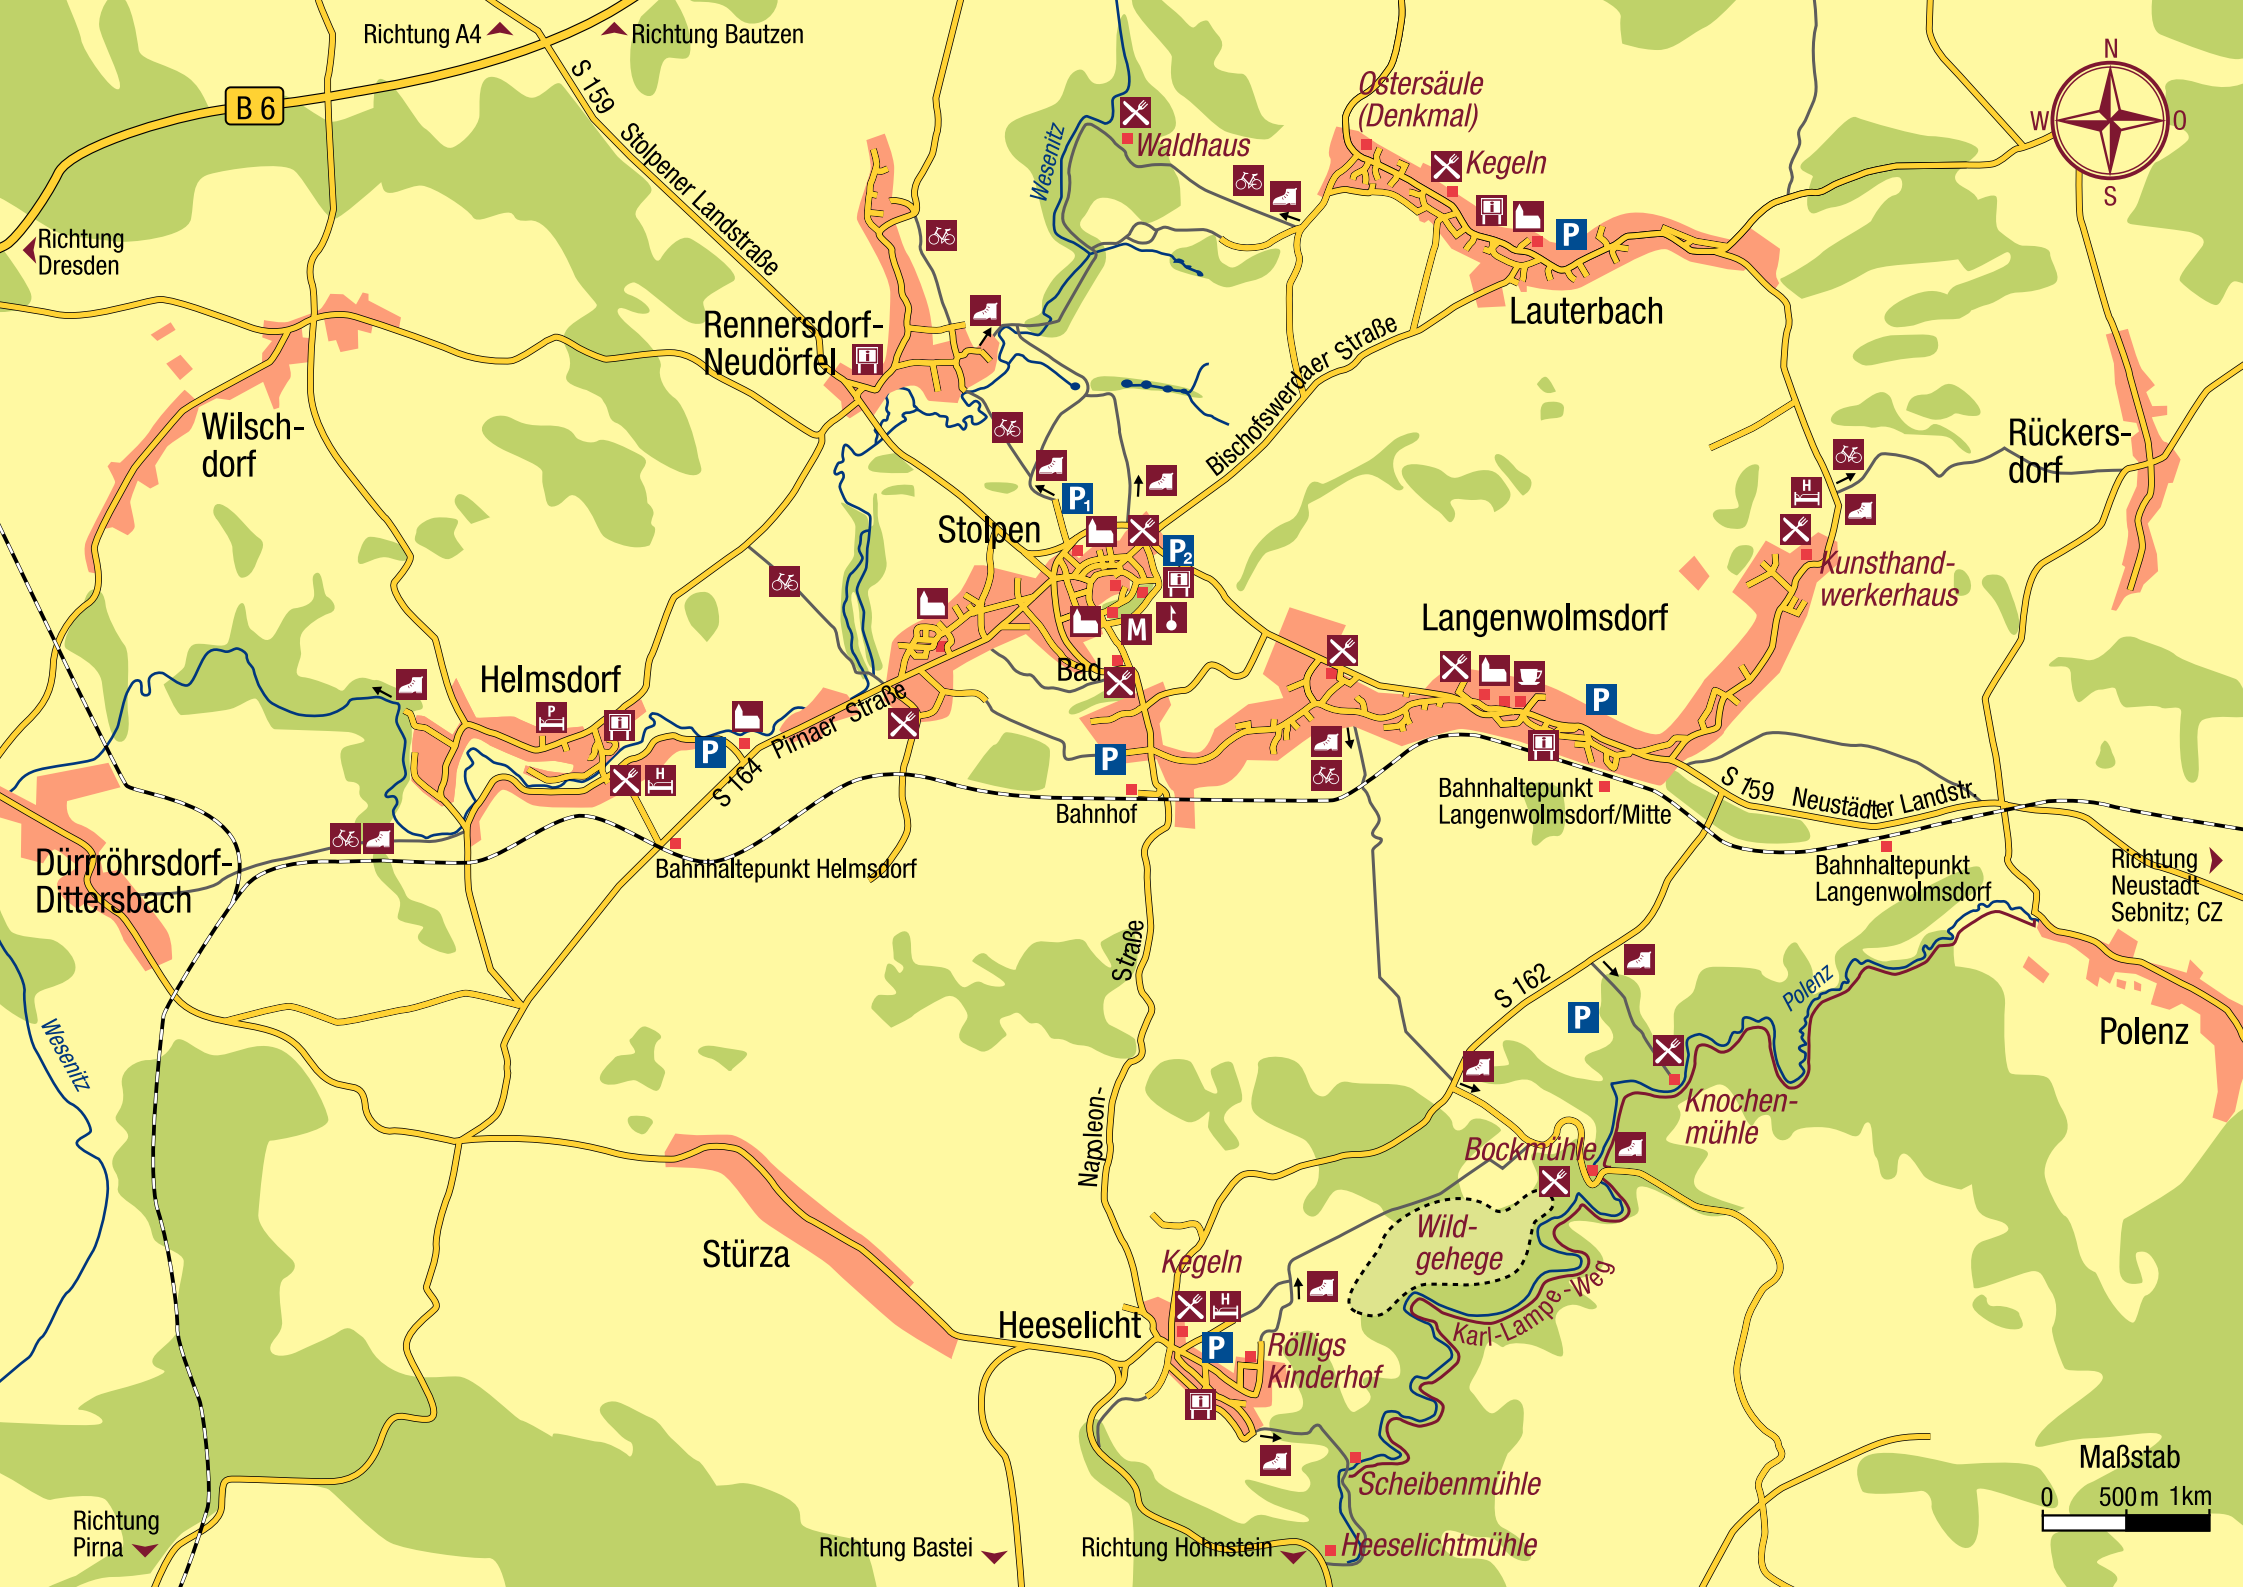 Richtung A4
Richtung Bautzen
B 6
S 159
Stolpener Landstraße
Richtung
Dresden
Wesenitz
Waldhaus
Ostersäule
(Denkmal)
Kegeln
i
P
Lauterbach
N
W
O
S
Rennersdorf-
Neudörfel
i
Wilsch-
dorf
Bischofswerdaer Straße
Rückers-
dorf
H
Kunsthand-
werkerhaus
Stolpen
P1
P2
i
M
Bad
Langenwolmsdorf
P
i
Helmsdorf
P
i
P
H
Pirnaer Straße
S 164
P
Bahnhof
Bahnhaltepunkt
Langenwolmsdorf/Mitte
S 159
Neustädter Landstr.
Bahnhaltepunkt
Langenwolmsdorf
Richtung
Neustadt
Sebnitz; CZ
Bahnhaltepunkt Helmsdorf
Dürrröhrsdorf-
Dittersbach
Wesenitz
Napoleon-
Straße
S 162
P
Polenz
Polenz
Knochen-
mühle
Bockmühle
Wild-
gehege
Karl-Lampe-Weg
Stürza
Kegeln
H
Heeselicht
P
i
Rölligs
Kinderhof
Scheibenmühle
Heeselichtmühle
Richtung
Pirna
Richtung Bastei
Richtung Hohnstein
Maßstab
0
500 m
1km